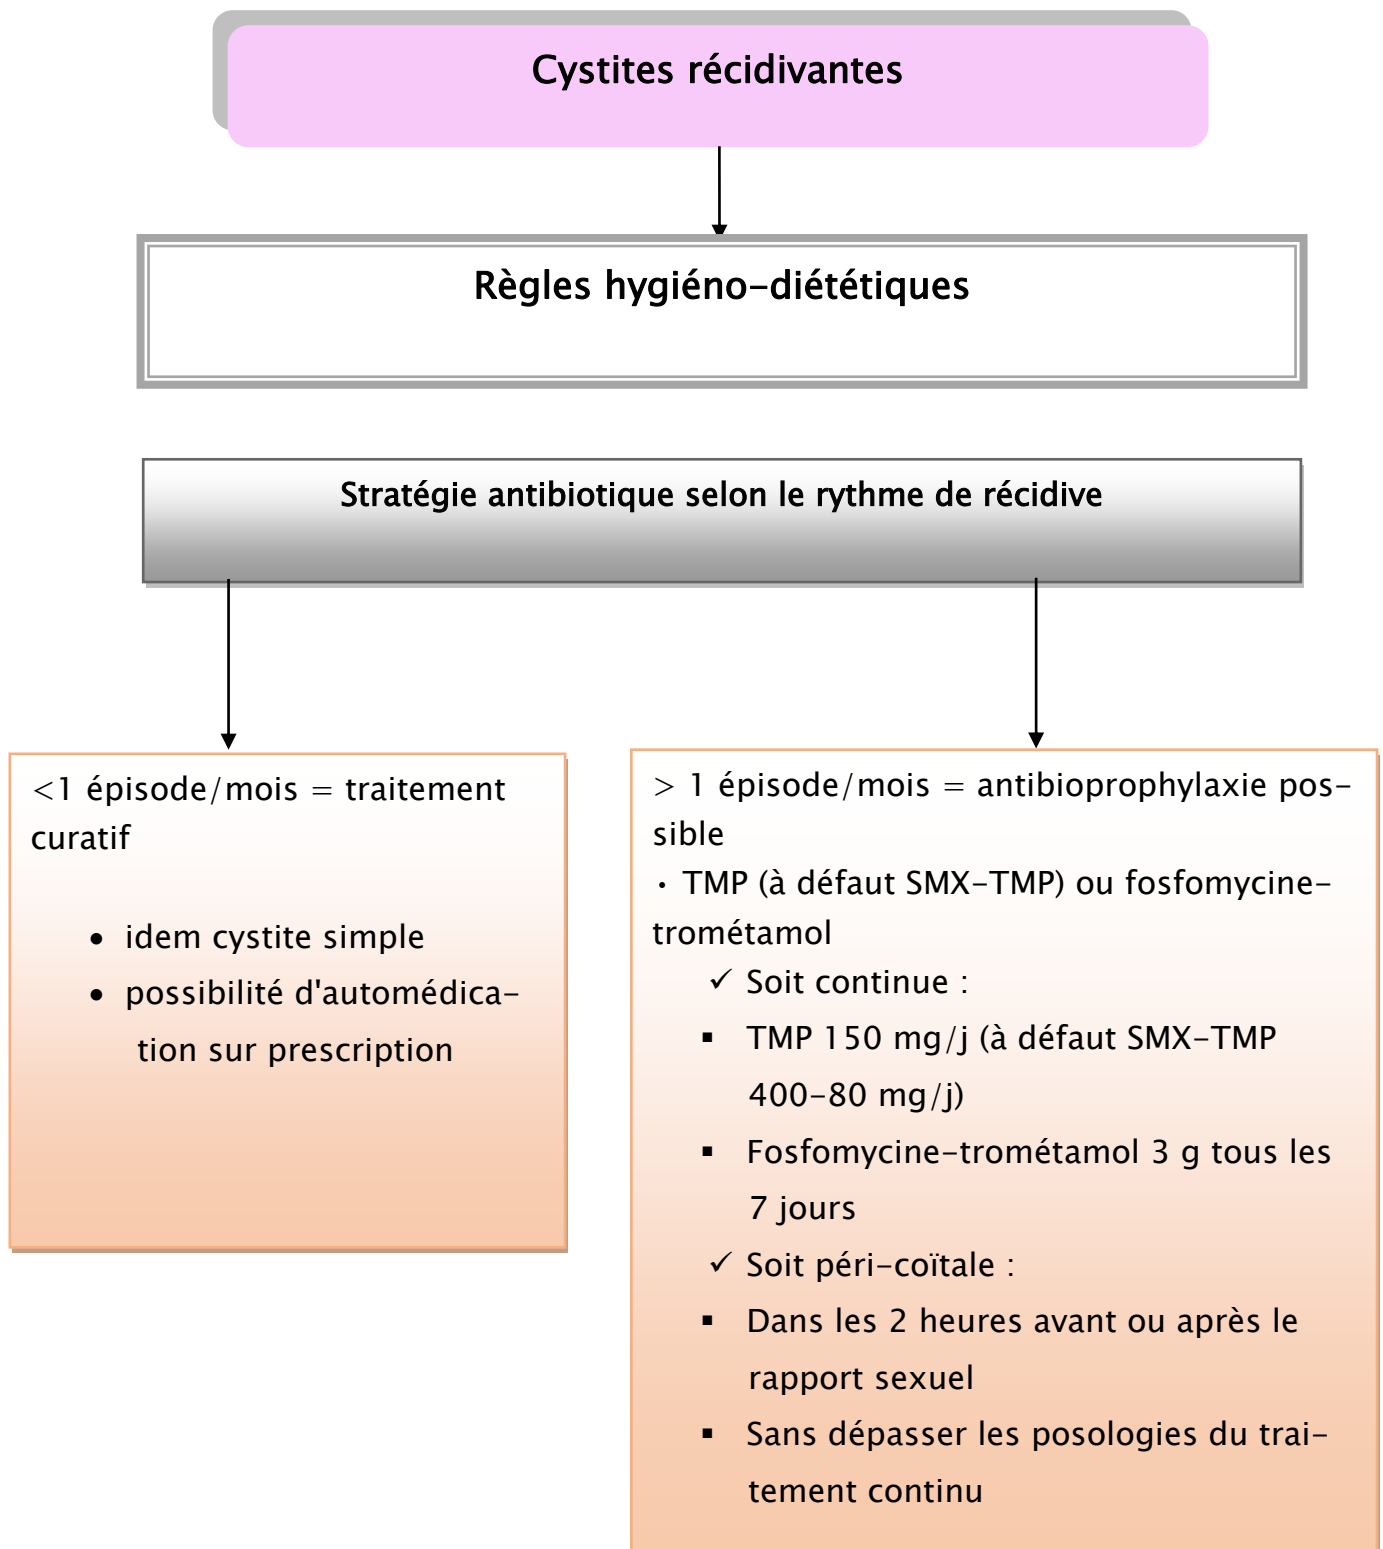 Cystites récidivantes
Règles hygiéno-diététiques
Stratégie antibiotique selon le rythme de récidive
<1 épisode/mois = traitement
curatif
• idem cystite simple
• possibilité d'automédica-
tion sur prescription
> 1 épisode/mois = antibioprophylaxie pos-
sible
• TMP (à défaut SMX-TMP) ou fosfomycine-
trométamol
✓ Soit continue :
▪ TMP 150 mg/j (à défaut SMX-TMP
400-80 mg/j)
▪ Fosfomycine-trométamol 3 g tous les
7 jours
✓ Soit péri-coïtale :
▪ Dans les 2 heures avant ou après le
rapport sexuel
▪ Sans dépasser les posologies du trai-
tement continu